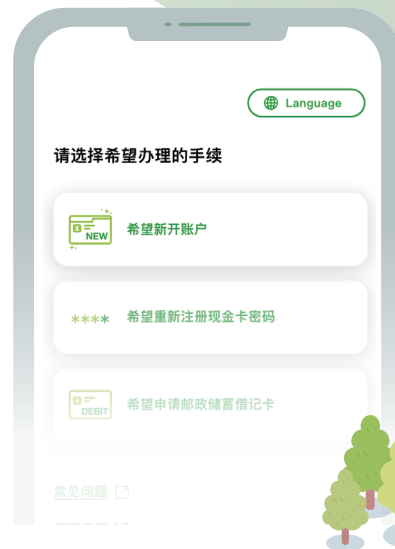 Language
请选择希望办理的手续
NEW
希望新开账户
****
希望重新注册现金卡密码
DEBIT
希望申请邮政储蓄借记卡
常见问题